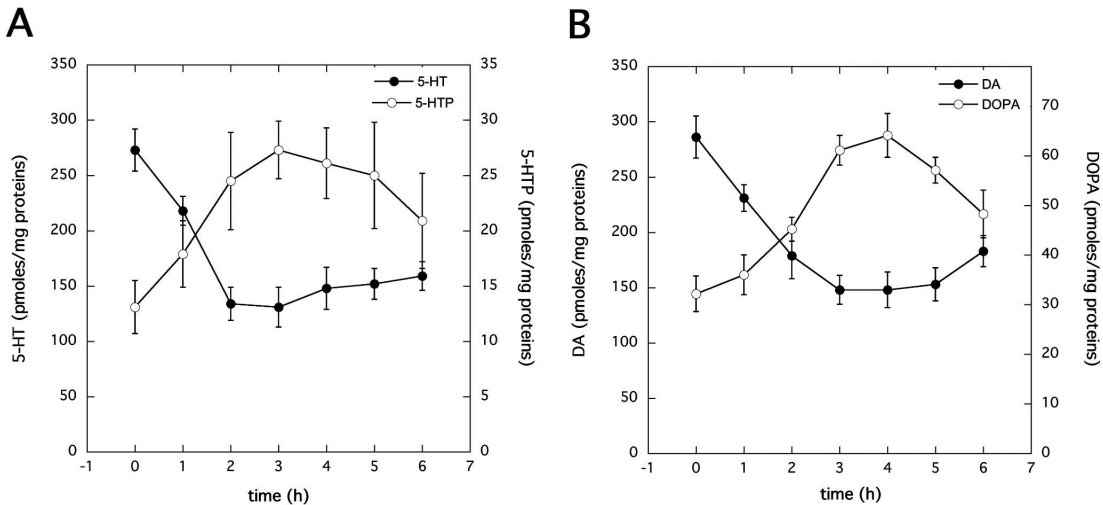 A
350
300
250
200
150
100
50
0
5-HT (pmoles/mg proteins)
35
30
25
20
15
10
5
0
5-HTP (pmoles/mg proteins)
5-HT
5-HTP
-1 0 1 2 3 4 5 6 7
time (h)
B
350
300
250
200
150
100
50
0
DA (pmoles/mg proteins)
70
60
50
40
30
20
10
0
DOPA (pmoles/mg proteins)
DA
DOPA
-1 0 1 2 3 4 5 6 7
time (h)